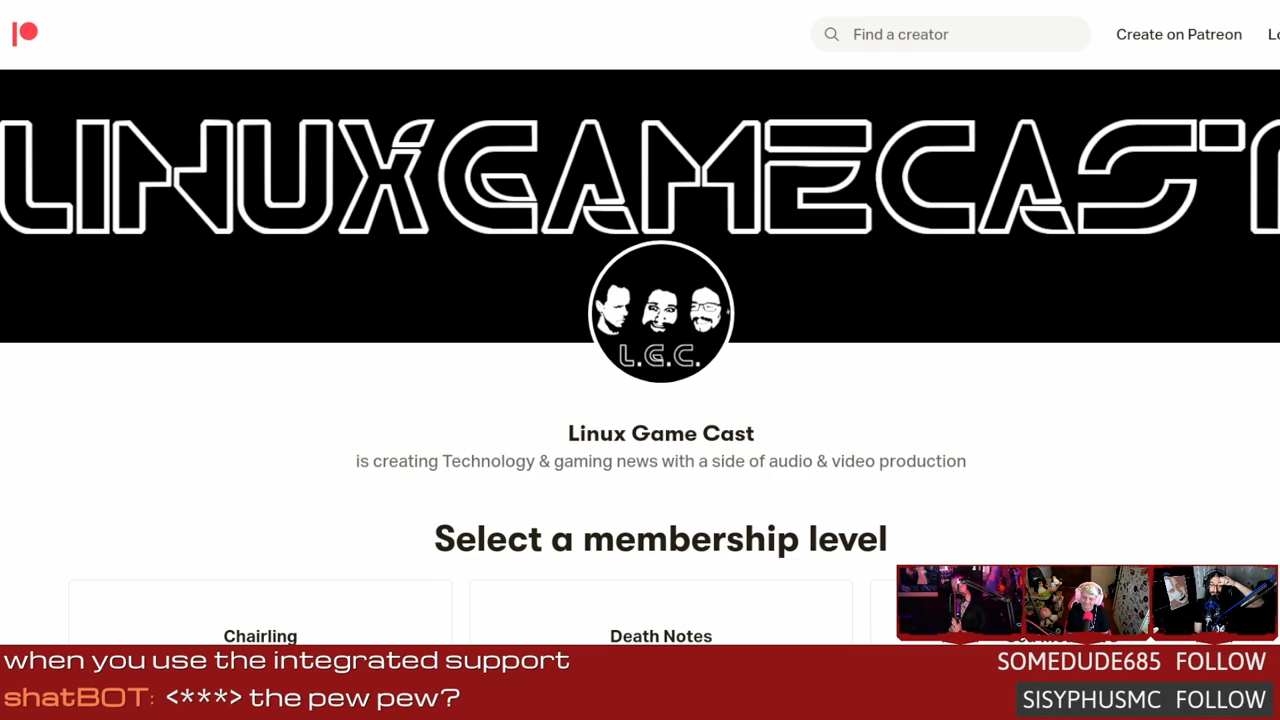 Find a creator
Create on Patreon
LINUXGAMECAST
L.G.C.
Linux Game Cast
is creating Technology & gaming news with a side of audio & video production
Select a membership level
Chairling
Death Notes
when you use the integrated support
SOMEDUDE685 FOLLOW
shatBOT: <***> the pew pew?
SISYPHUSMC FOLLOW